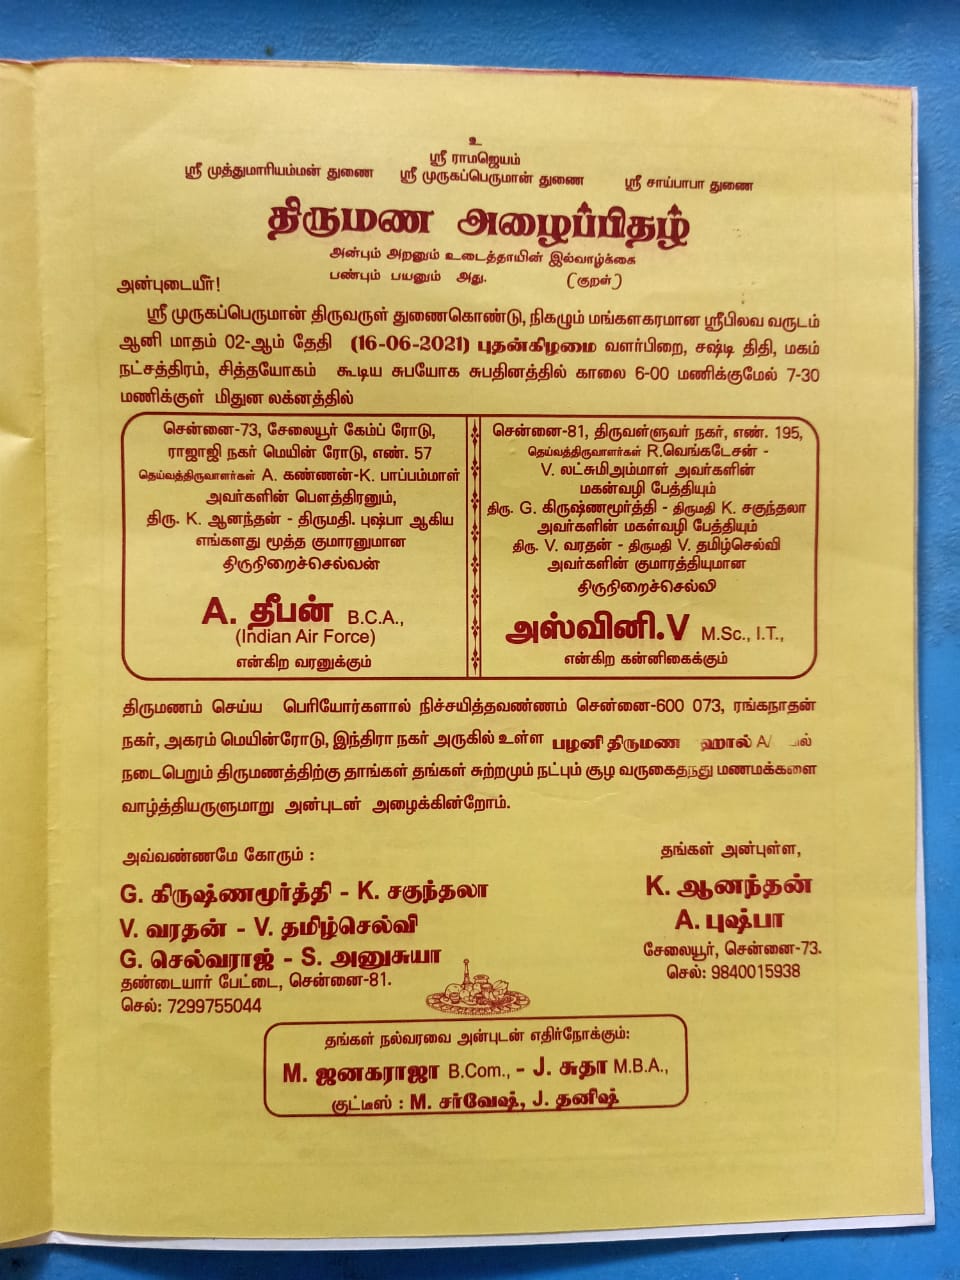 உ
ஸ்ரீ ராமஜெயம்
ஸ்ரீ முத்துமாரியம்மன் துணை ஸ்ரீ முருகப்பெருமான் துணை ஸ்ரீ சாய்பாபா துணை
திருமண அழைப்பிதழ்
அன்பும் அறனும் உடைத்தாயின் இல்வாழ்க்கை
பண்பும் பயனும் அது. (குறள்)
அன்புடையீர்!
ஸ்ரீ முருகப்பெருமான் திருவருள் துணைகொண்டு, நிகழும் மங்களகரமான ஸ்ரீபிலவ வருடம்
ஆனி மாதம் 02-ஆம் தேதி (16-06-2021) புதன்கிழமை வளர்பிறை, சஷ்டி திதி, மகம்
நட்சத்திரம், சித்தயோகம் கூடிய சுபயோக சுபதினத்தில் காலை 6-00 மணிக்குமேல் 7-30
மணிக்குள் மிதுன லக்னத்தில்
சென்னை-73, சேலையூர் கேம்ப் ரோடு,
ராஜாஜி நகர் மெயின் ரோடு, எண். 57
தெய்வத்திருவாளர்கள் A. கண்ணன்-K. பாப்பம்மாள்
அவர்களின் பௌத்திரனும்,
திரு. K. ஆனந்தன் - திருமதி. புஷ்பா ஆகிய
எங்களது மூத்த குமாரனுமான
திருநிறைச்செல்வன்
A. தீபன் B.C.A.,
(Indian Air Force)
என்கிற வரனுக்கும்
சென்னை-81, திருவள்ளுவர் நகர், எண். 195,
தெய்வத்திருவாளர்கள் R.வெங்கடேசன் -
V. லட்சுமிஅம்மாள் அவர்களின்
மகன்வழி பேத்தியும்
திரு. G. கிருஷ்ணமூர்த்தி - திருமதி K. சகுந்தலா
அவர்களின் மகள்வழி பேத்தியும்
திரு. V. வரதன் - திருமதி V. தமிழ்செல்வி
அவர்களின் குமாரத்தியுமான
திருநிறைச்செல்வி
அஸ்வினி.V M.Sc., I.T.,
என்கிற கன்னிகைக்கும்
திருமணம் செய்ய பெரியோர்களால் நிச்சயித்தவண்ணம் சென்னை-600 073, ரங்கநாதன்
நகர், அகரம் மெயின்ரோடு, இந்திரா நகர் அருகில் உள்ள பழனி திருமண ஹால்
நடைபெறும் திருமணத்திற்கு தாங்கள் தங்கள் சுற்றமும் நட்பும் சூழ வருகைதந்து மணமக்களை
வாழ்த்தியருளுமாறு அன்புடன் அழைக்கின்றோம்.
அவ்வண்ணமே கோரும் :
G. கிருஷ்ணமூர்த்தி - K. சகுந்தலா
V. வரதன் - V. தமிழ்செல்வி
G. செல்வராஜ் - S. அனுசுயா
தண்டையார் பேட்டை, சென்னை-81.
செல்: 7299755044
தங்கள் அன்புள்ள,
K. ஆனந்தன்
A. புஷ்பா
சேலையூர், சென்னை-73.
செல்: 9840015938
தங்கள் நல்வரவை அன்புடன் எதிர்நோக்கும்:
M. ஜனகராஜா B.Com., - J. சுதா M.B.A.,
குட்டீஸ் : M. சர்வேஷ், J. தனிஷ்